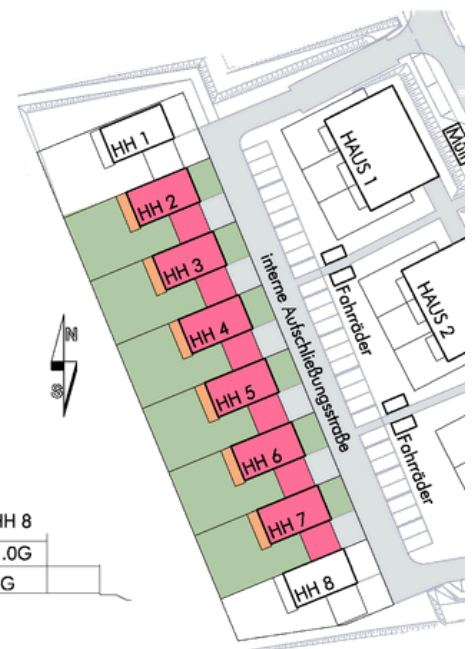 HH 1
HH 2
HH 3
HH 4
HH 5
HH 6
HH 7
HH 8
HAUS 1
HAUS 2
interne Aufschließungsstraße
Fahrräder
Fahrräder
N
S
HH 8
.OG
G